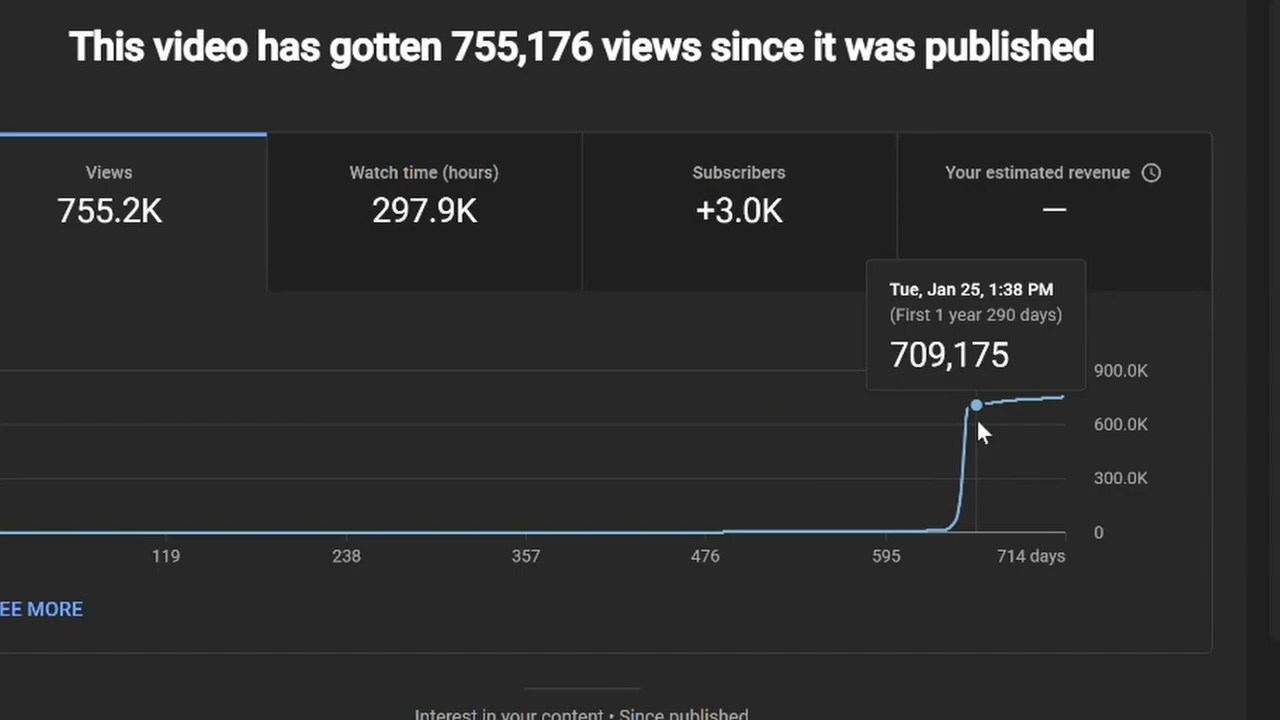 This video has gotten 755,176 views since it was published
Views
755.2K
Watch time (hours)
297.9K
Subscribers
+3.0K
Your estimated revenue
—
Tue, Jan 25, 1:38 PM
(First 1 year 290 days)
709,175
900.0K
600.0K
300.0K
0
119 238 357 476 595 714 days
EE MORE
Interest in your content • Since published